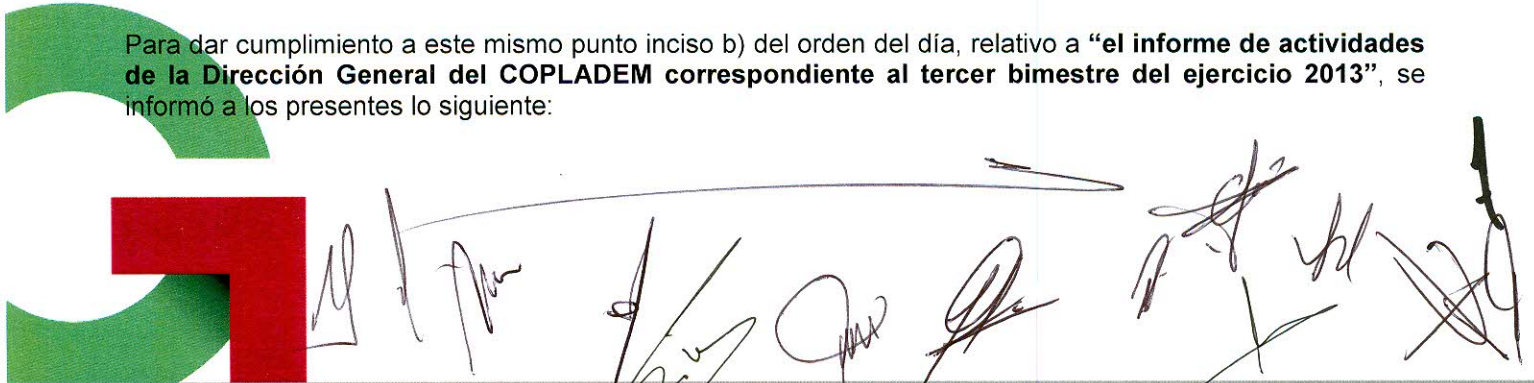 Para dar cumplimiento a este mismo punto inciso b) del orden del día, relativo a “el informe de actividades
de la Dirección General del COPLADEM correspondiente al tercer bimestre del ejercicio 2013”, se
informó a los presentes lo siguiente: